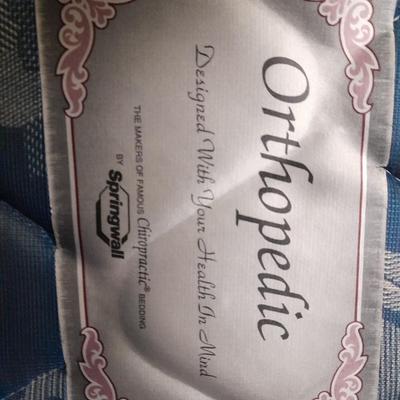 Orthopedic
Designed With Your Health In Mind
THE MAKERS OF FAMOUS Chiropractic® BEDDING
BY Springwall